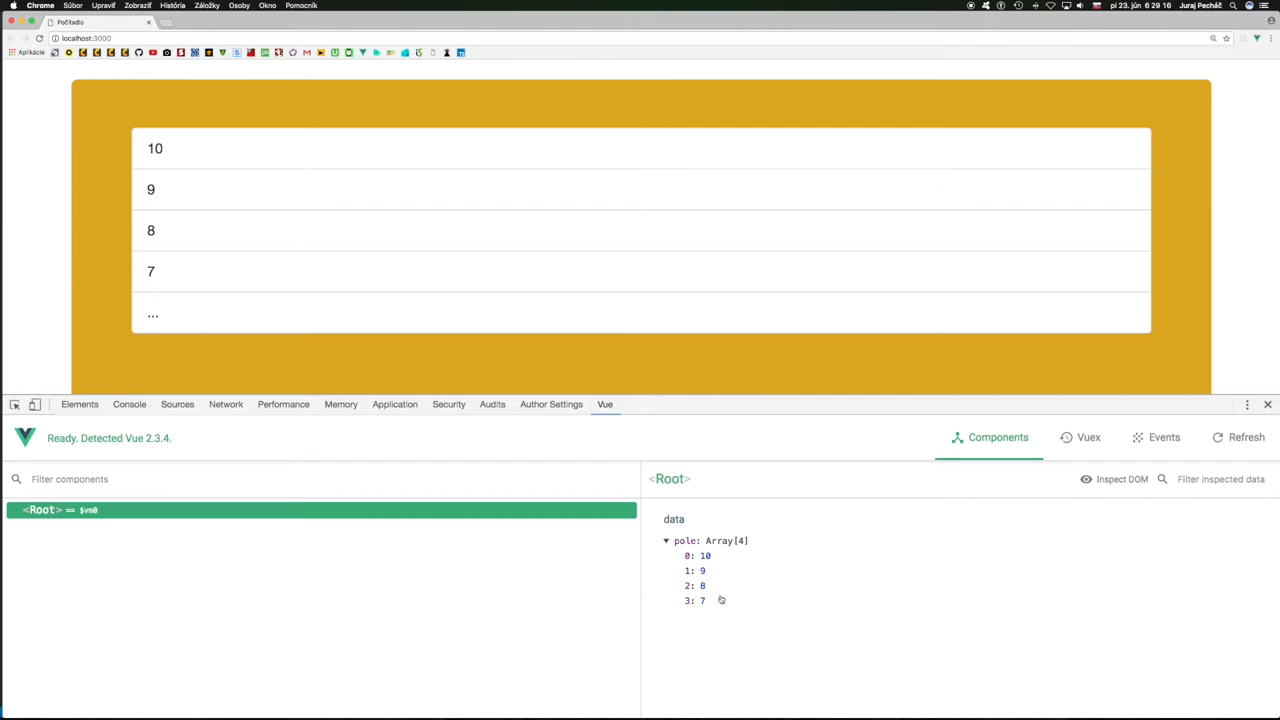 Chrome Súbor Upraviť Zobraziť História Záložky Osoby Okno Pomocník pi 23. jún 6 29 16 Juraj Pecháč
Počítadlo
localhost:3000
Aplikácie
10
9
8
7
...
Elements Console Sources Network Performance Memory Application Security Audits Author Settings Vue
Ready. Detected Vue 2.3.4. Components Vuex Events Refresh
Filter components <Root> Inspect DOM Filter inspected data
<Root> == $vm0
data
pole: Array[4]
0: 10
1: 9
2: 8
3: 7